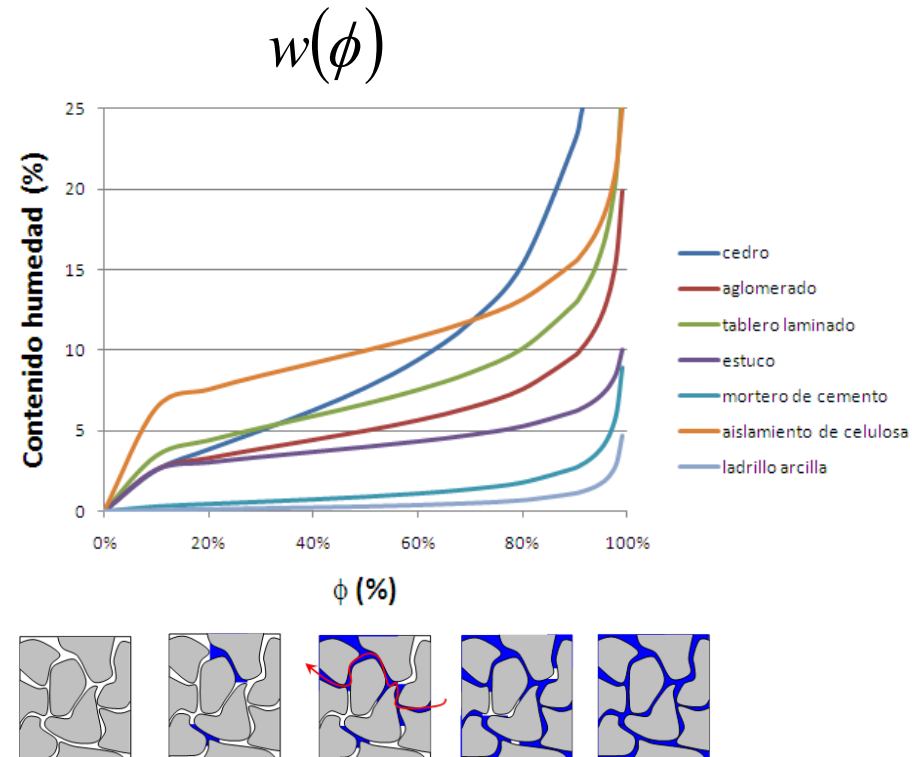 w(ϕ)
25
20
15
10
5
0
Contenido humedad (%)
0% 20% 40% 60% 80% 100%
ϕ (%)
cedro
aglomerado
tablero laminado
estuco
mortero de cemento
aislamiento de celulosa
ladrillo arcilla